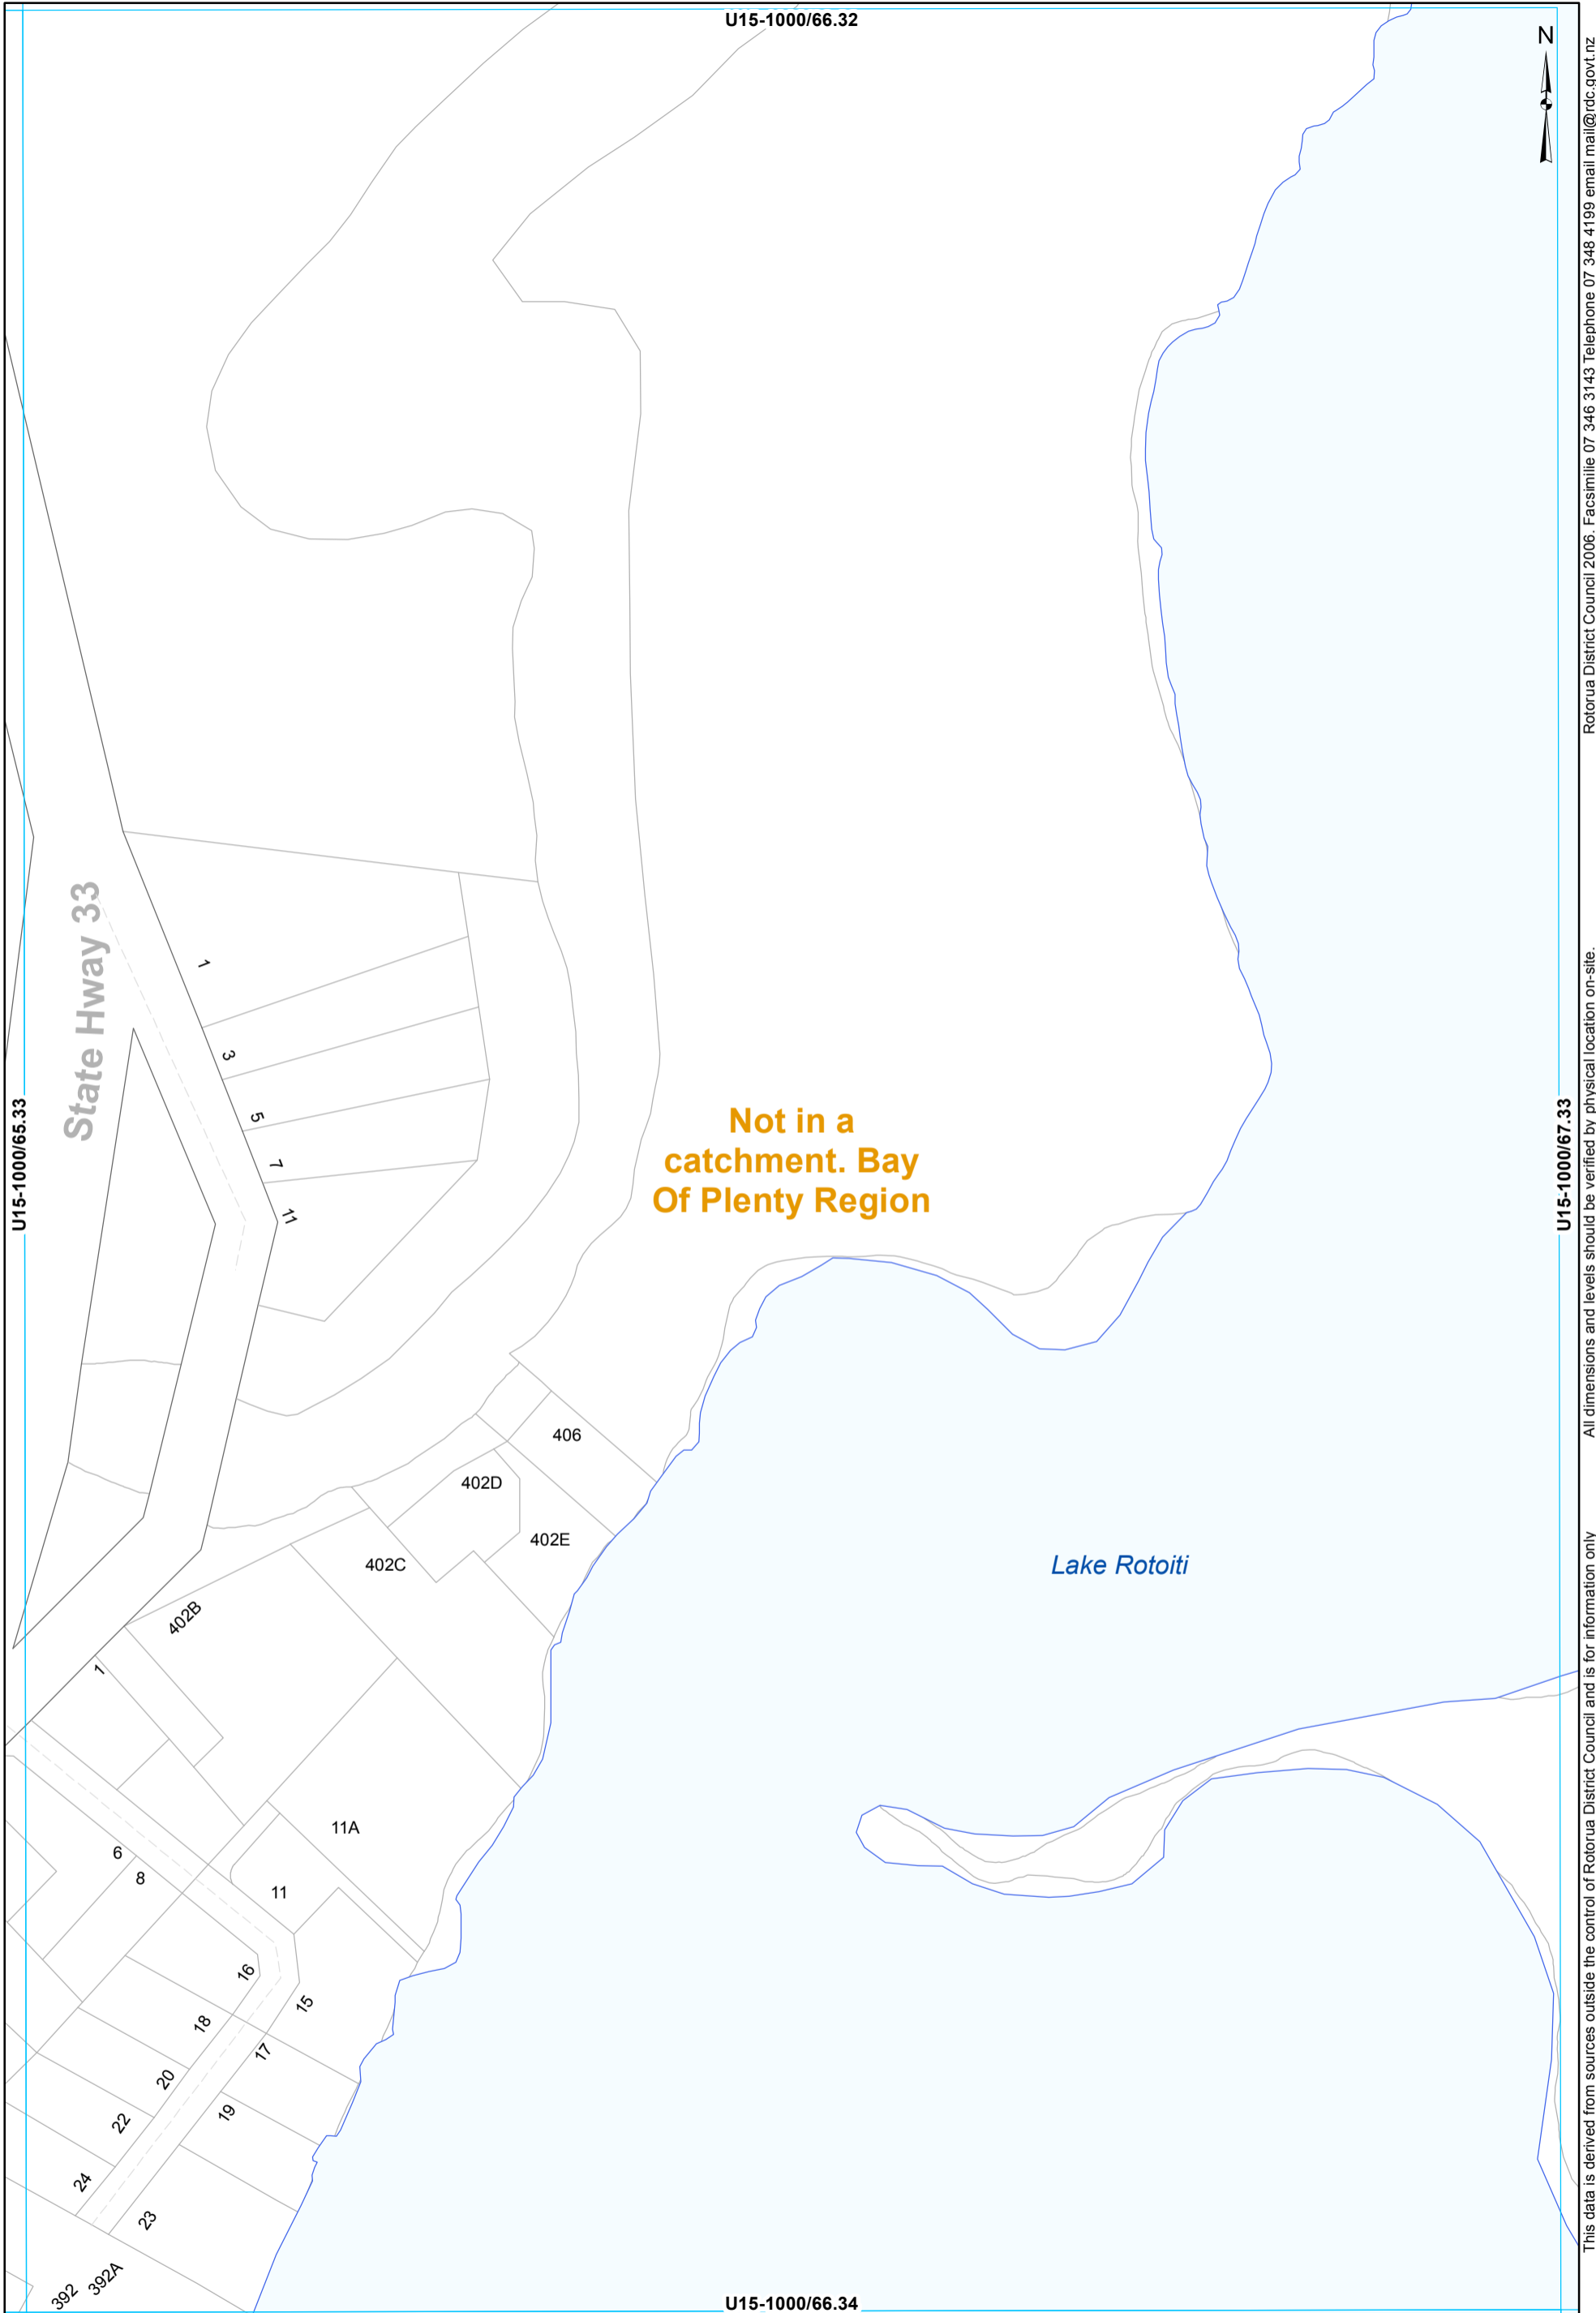 U15-1000/66.32
N
State Hway 33
1
3
5
7
11
U15-1000/65.33
Not in a
catchment. Bay
Of Plenty Region
U15-1000/67.33
406
402D
402E
402C
Lake Rotoiti
402B
1
11A
6
8
11
16
15
18
17
20
19
22
24
23
392A
392
U15-1000/66.34
This data is derived from sources outside the control of Rotorua District Council and is for information only
All dimensions and levels should be verified by physical location on-site.
Rotorua District Council 2006. Facsimilie 07 346 3143 Telephone 07 348 4199 email mail@rdc.govt.nz